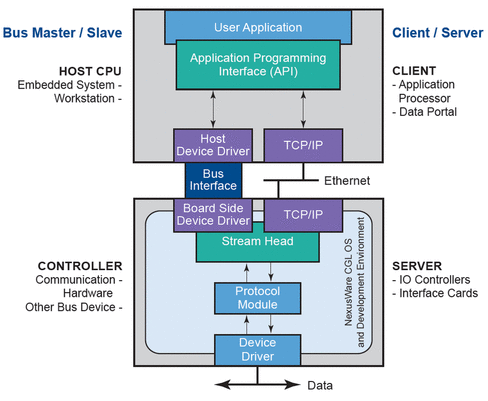 Bus Master / Slave
User Application
Client / Server
Application Programming
Interface (API)
HOST CPU
Embedded System -
Workstation -
CLIENT
- Application
Processor
- Data Portal
Host
Device Driver
TCP/IP
Bus
Interface
Ethernet
Board Side
Device Driver
TCP/IP
Stream Head
NexusWare CGL OS
and Development Environment
CONTROLLER
Communication -
Hardware
Other Bus Device -
SERVER
- IO Controllers
- Interface Cards
Protocol
Module
Device
Driver
Data